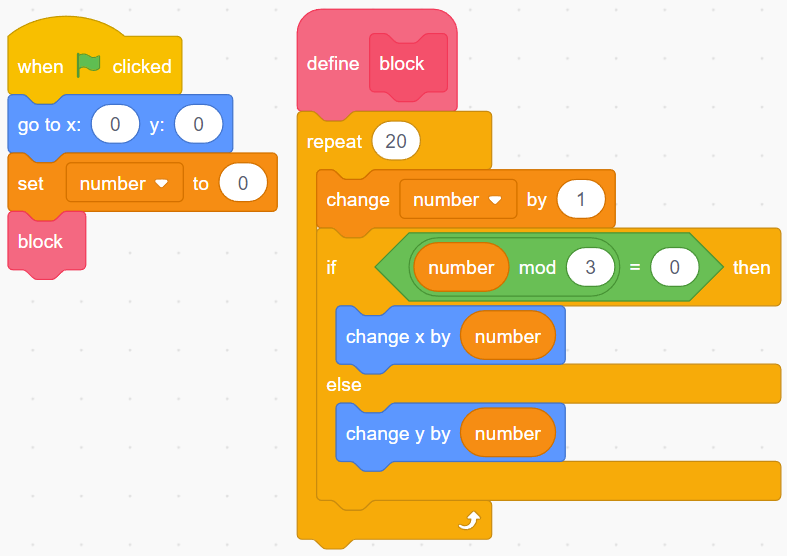 when clicked
go to x: 0 y: 0
set number to 0
block
define block
repeat 20
change number by 1
if number mod 3 = 0 then
change x by number
else
change y by number